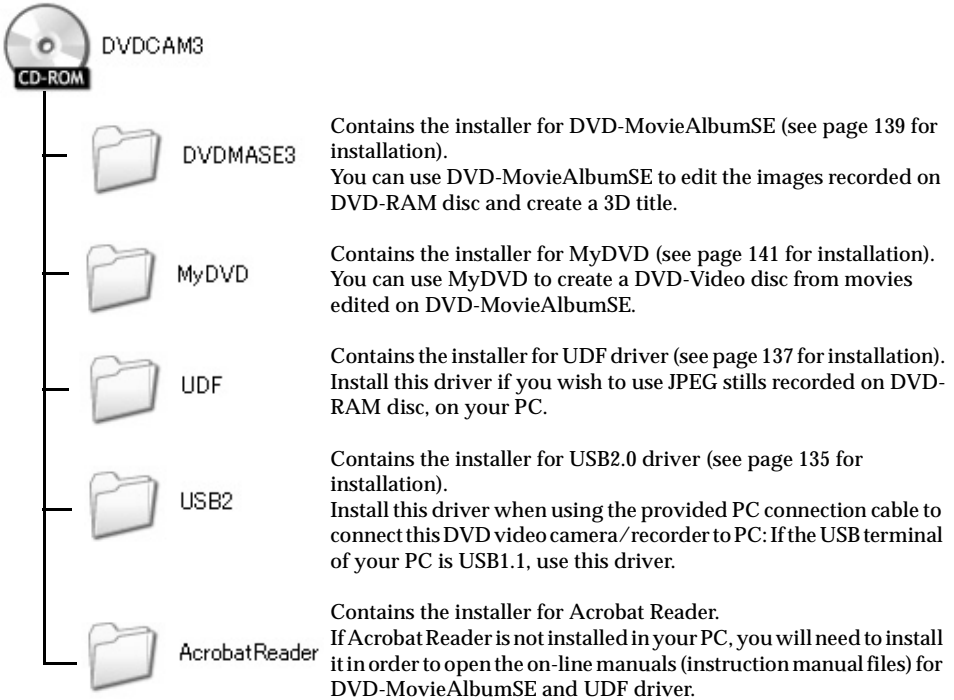 DVDCAM3
CD-ROM
DVDMASE3
Contains the installer for DVD-MovieAlbumSE (see page 139 for
installation).
You can use DVD-MovieAlbumSE to edit the images recorded on
DVD-RAM disc and create a 3D title.
MyDVD
Contains the installer for MyDVD (see page 141 for installation).
You can use MyDVD to create a DVD-Video disc from movies
edited on DVD-MovieAlbumSE.
UDF
Contains the installer for UDF driver (see page 137 for installation).
Install this driver if you wish to use JPEG stills recorded on DVD-
RAM disc, on your PC.
USB2
Contains the installer for USB2.0 driver (see page 135 for
installation).
Install this driver when using the provided PC connection cable to
connect this DVD video camera/recorder to PC: If the USB terminal
of your PC is USB1.1, use this driver.
AcrobatReader
Contains the installer for Acrobat Reader.
If Acrobat Reader is not installed in your PC, you will need to install
it in order to open the on-line manuals (instruction manual files) for
DVD-MovieAlbumSE and UDF driver.